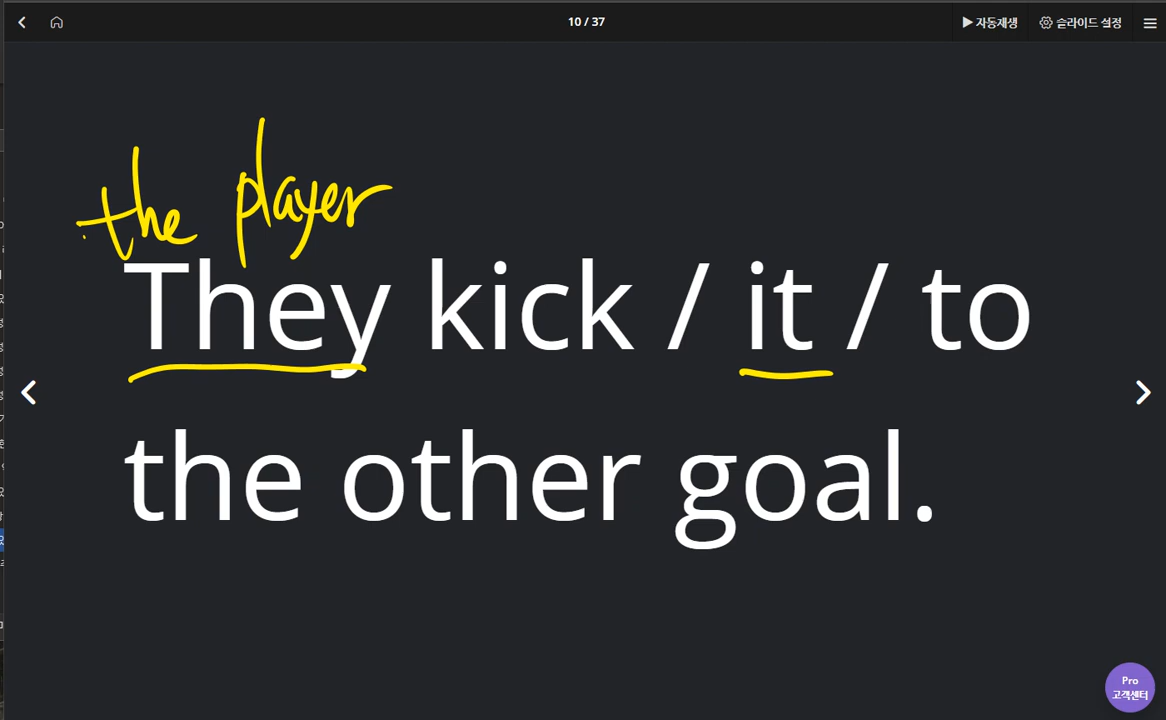 10 / 37
▶ 자동재생
슬라이드 설정
the player
They kick / it / to
the other goal.
Pro
고객센터